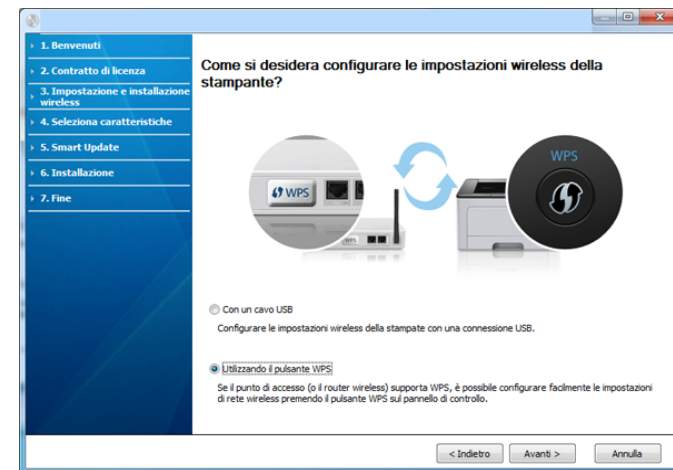 1. Benvenuti
2. Contratto di licenza
3. Impostazione e installazione
wireless
4. Seleziona caratteristiche
5. Smart Update
6. Installazione
7. Fine
Come si desidera configurare le impostazioni wireless della
stampante?
WPS
WPS
WPS
Con un cavo USB
Configurare le impostazioni wireless della stampate con una connessione USB.
Utilizzando il pulsante WPS
Se il punto di accesso (o il router wireless) supporta WPS, è possibile configurare facilmente le impostazioni
di rete wireless premendo il pulsante WPS sul pannello di controllo.
< Indietro
Avanti >
Annulla